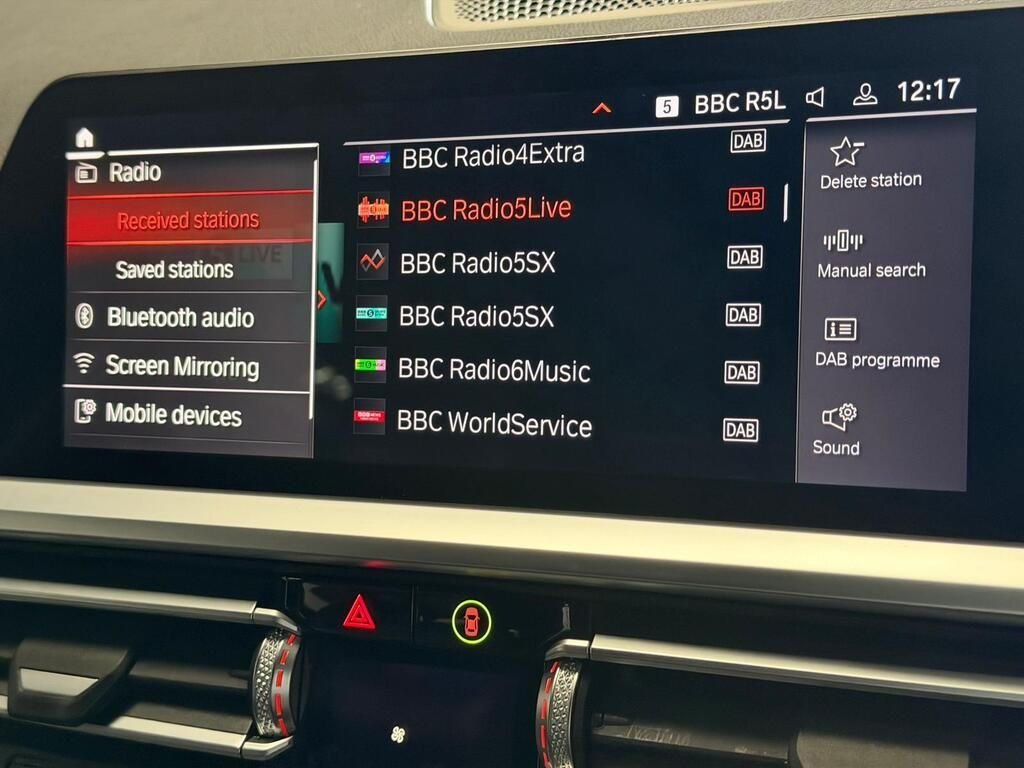 5 BBC R5L 12:17
Radio
Received stations
Saved stations
Bluetooth audio
Screen Mirroring
Mobile devices
LIVE
BBC Radio4Extra DAB
BBC Radio5Live DAB
BBC Radio5SX DAB
BBC Radio5SX DAB
BBC Radio6Music DAB
BBC WorldService DAB
Delete station
Manual search
DAB programme
Sound